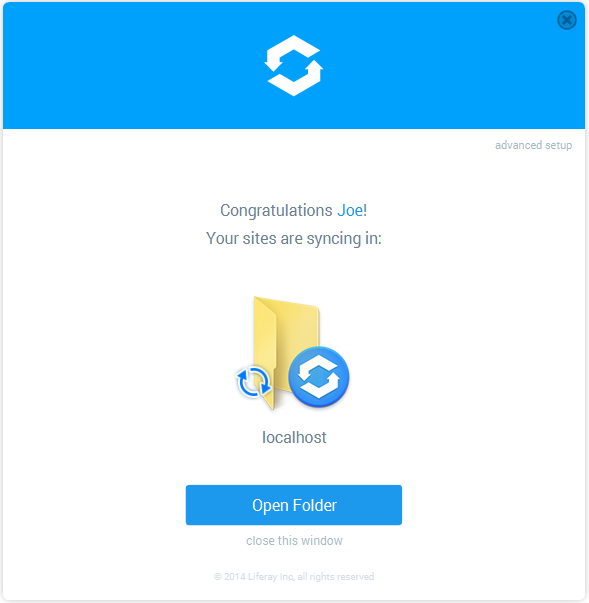 advanced setup
Congratulations Joe!
Your sites are syncing in:
localhost
Open Folder
close this window
© 2014 Liferay Inc, all rights reserved